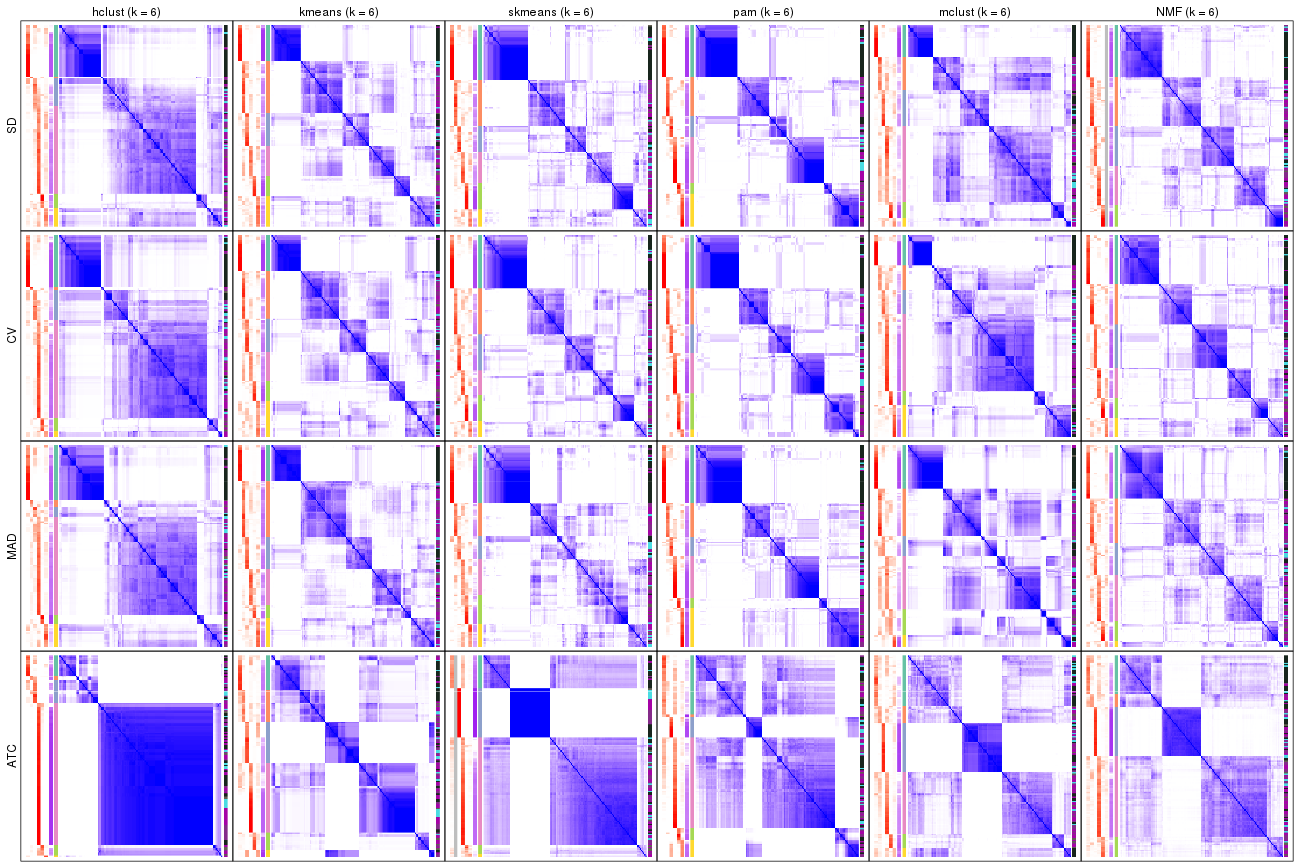 hclust (k = 6) kmeans (k = 6) skmeans (k = 6) pam (k = 6) mclust (k = 6) NMF (k = 6)
SD
CV
MAD
ATC